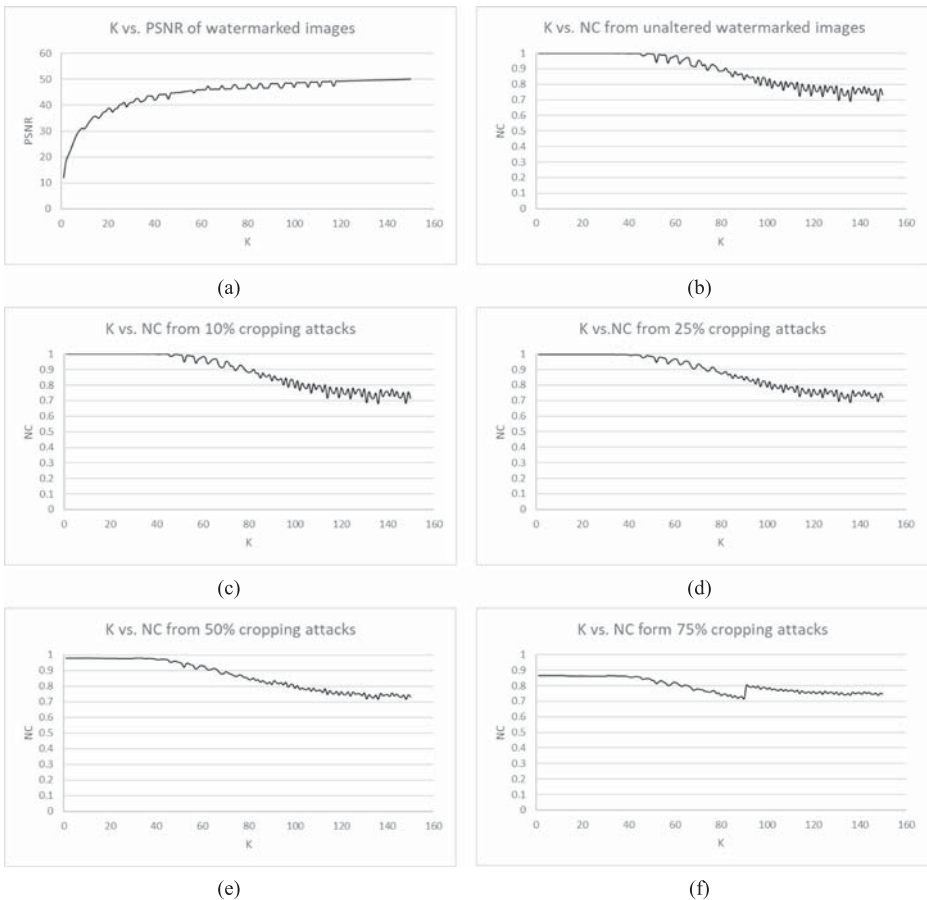 K vs. PSNR of watermarked images
60
50
40
30
20
10
0
PSNR
0 20 40 60 80 100 120 140 160
K
(a)
K vs. NC from unaltered watermarked images
1
0.9
0.8
0.7
0.6
0.5
0.4
0.3
0.2
0.1
0
NC
0 20 40 60 80 100 120 140 160
K
(b)
K vs. NC from 10% cropping attacks
1
0.9
0.8
0.7
0.6
0.5
0.4
0.3
0.2
0.1
0
NC
0 20 40 60 80 100 120 140 160
K
(c)
K vs.NC from 25% cropping attacks
1
0.9
0.8
0.7
0.6
0.5
0.4
0.3
0.2
0.1
0
NC
0 20 40 60 80 100 120 140 160
K
(d)
K vs. NC from 50% cropping attacks
1
0.9
0.8
0.7
0.6
0.5
0.4
0.3
0.2
0.1
0
NC
0 20 40 60 80 100 120 140 160
K
(e)
K vs. NC form 75% cropping attacks
1
0.9
0.8
0.7
0.6
0.5
0.4
0.3
0.2
0.1
0
NC
0 20 40 60 80 100 120 140 160
K
(f)